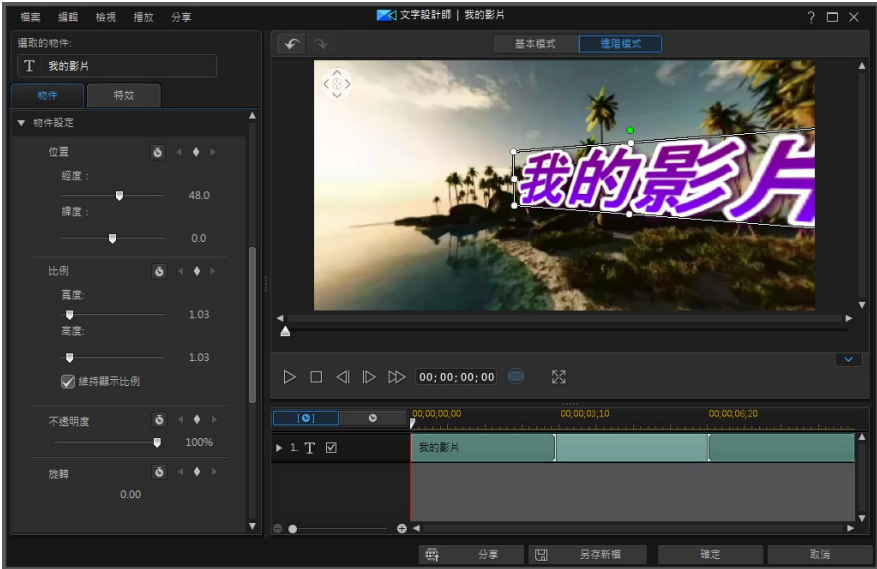 檔案 編輯 檢視 播放 分享
文字設計師 | 我的影片
?
選取的物件:
T 我的影片
物件 特效
物件設定
位置
經度 :
48.0
緯度 :
0.0
比例
寬度:
1.03
高度:
1.03
維持顯示比例
不透明度
100%
旋轉
0.00
基本模式 進階模式
我的影片
00;00;00;00
360
00;00;00;00 00;00;03;10 00;00;06;20
1. T 我的影片
分享 另存新檔 確定 取消